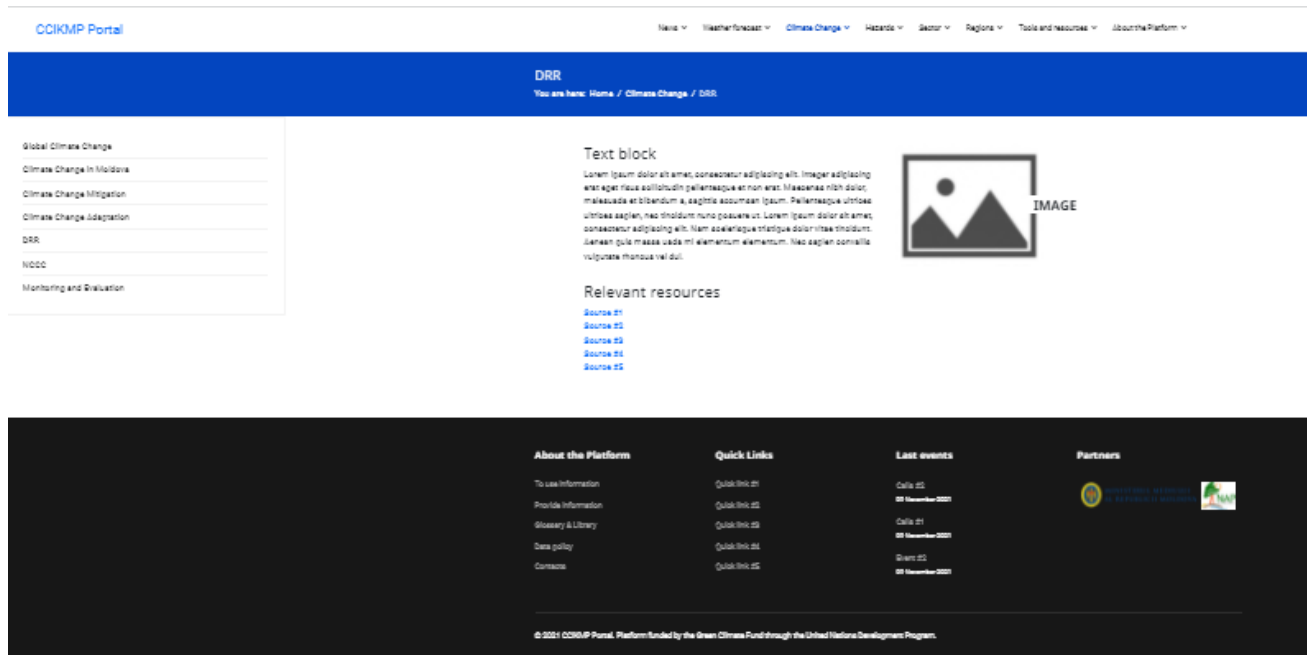 CCIKMP Portal
News Weather forecast Climate Change Hazards Sector Regions Tools and resources About the Platform
DRR
You are here: Home / Climate Change / DRR
Global Climate Change
Climate Change in Moldova
Climate Change Mitigation
Climate Change Adaptation
DRR
NCCC
Monitoring and Evaluation
Text block
Lorem ipsum dolor sit amet, consectetur adipiscing elit. Integer adipiscing
erat eget risus sollicitudin pellentesque et non erat. Maecenas nibh dolor,
malesuada et bibendum a, sagittis accumsan ipsum. Pellentesque ultrices
ultrices sapien, nec tincidunt nunc posuere ut. Lorem ipsum dolor sit amet,
consectetur adipiscing elit. Nam scelerisque tristique dolor vitae tincidunt.
Aenean quis massa uada mi elementum elementum. Nec sapien convallis
vulputate rhoncus vel dui.
IMAGE
Relevant resources
Source #1
Source #2
Source #3
Source #4
Source #5
About the Platform
To use Information
Provide Information
Glossary & Library
Data policy
Contacts
Quick Links
Quick link #1
Quick link #2
Quick link #3
Quick link #4
Quick link #5
Last events
Calls #2
Calls #1
Event #2
Partners
NAP
© 2021 CCIKMP Portal. Platform funded by the Green Climate Fund through the United Nations Development Program.